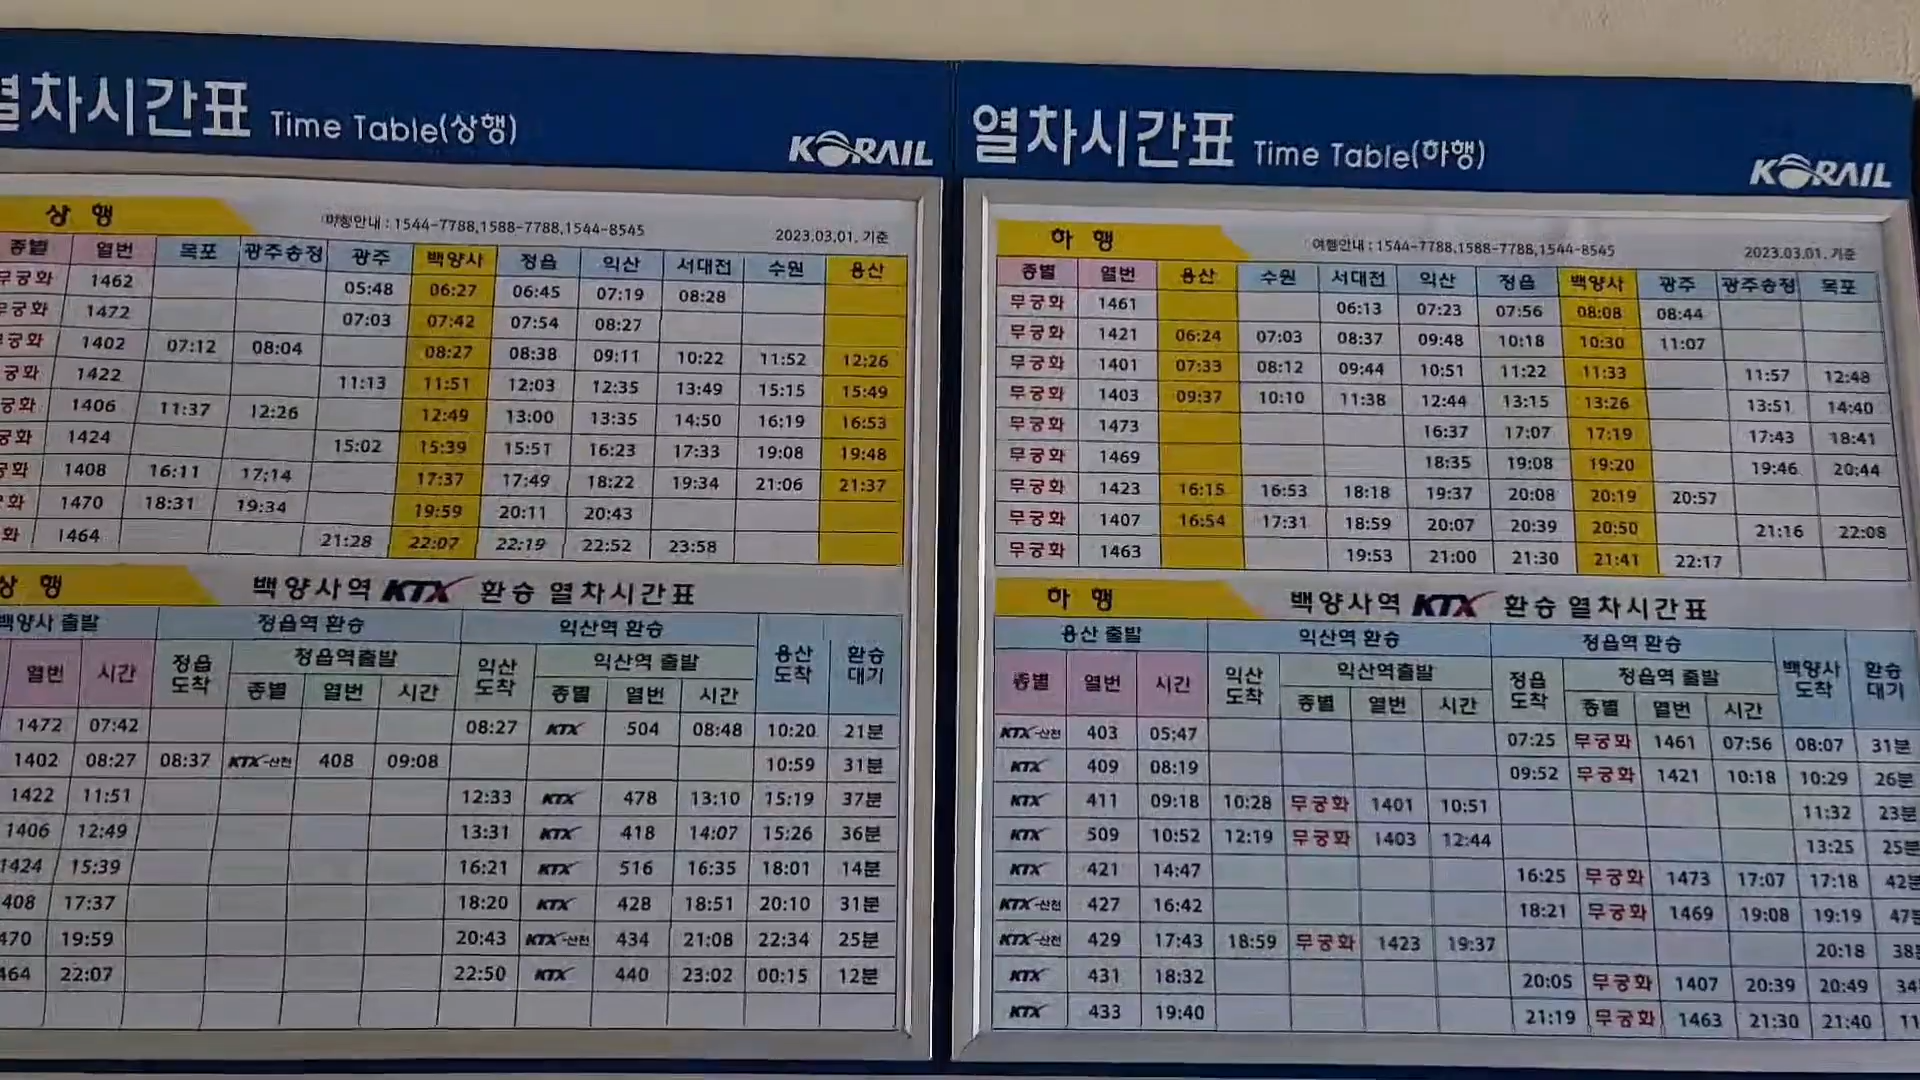 열차시간표 Time Table(상행)
KORAIL
상 행
여행안내 : 1544-7788,1588-7788,1544-8545
2023.03.01. 기준
종별 열번 목포 광주송정 광주 백양사 정읍 익산 서대전 수원 용산
무궁화 1462 05:48 06:27 06:45 07:19 08:28
무궁화 1472 07:03 07:42 07:54 08:27
궁화 1402 07:12 08:04 08:27 08:38 09:11 10:22 11:52 12:26
궁화 1422 11:13 11:51 12:03 12:35 13:49 15:15 15:49
궁화 1406 11:37 12:26 12:49 13:00 13:35 14:50 16:19 16:53
궁화 1424 15:02 15:39 15:51 16:23 17:33 19:08 19:48
궁화 1408 16:11 17:14 17:37 17:49 18:22 19:34 21:06 21:37
화 1470 18:31 19:34 19:59 20:11 20:43
화 1464 21:28 22:07 22:19 22:52 23:58
상 행
백양사역 KTX 환승 열차시간표
백양사 출발 정읍역 환승 익산역 환승 용산 도착 환승 대기
열번 시간 정읍 도착 정읍역출발 익산 도착 익산역 출발
종별 열번 시간 종별 열번 시간
1472 07:42 08:27 KTX 504 08:48 10:20 21분
1402 08:27 08:37 KTX-산천 408 09:08 10:59 31분
1422 11:51 12:33 KTX 478 13:10 15:19 37분
1406 12:49 13:31 KTX 418 14:07 15:26 36분
1424 15:39 16:21 KTX 516 16:35 18:01 14분
408 17:37 18:20 KTX 428 18:51 20:10 31분
470 19:59 20:43 KTX-산천 434 21:08 22:34 25분
464 22:07 22:50 KTX 440 23:02 00:15 12분
열차시간표 Time Table(하행)
KORAIL
하 행
여행안내 : 1544-7788,1588-7788,1544-8545
2023.03.01. 기준
종별 열번 용산 수원 서대전 익산 정읍 백양사 광주 광주송정 목포
무궁화 1461 06:13 07:23 07:56 08:08 08:44
무궁화 1421 06:24 07:03 08:37 09:48 10:18 10:30 11:07
무궁화 1401 07:33 08:12 09:44 10:51 11:22 11:33 11:57 12:48
무궁화 1403 09:37 10:10 11:38 12:44 13:15 13:26 13:51 14:40
무궁화 1473 16:37 17:07 17:19 17:43 18:41
무궁화 1469 18:35 19:08 19:20 19:46 20:44
무궁화 1423 16:15 16:53 18:18 19:37 20:08 20:19 20:57
무궁화 1407 16:54 17:31 18:59 20:07 20:39 20:50 21:16 22:08
무궁화 1463 19:53 21:00 21:30 21:41 22:17
하 행
백양사역 KTX 환승 열차시간표
용산 출발 익산역 환승 정읍역 환승 백양사 도착 환승 대기
종별 열번 시간 익산 도착 익산역출발 정읍 도착 정읍역 출발
종별 열번 시간 종별 열번 시간
KTX-산천 403 05:47 07:25 무궁화 1461 07:56 08:07 31분
KTX 409 08:19 09:52 무궁화 1421 10:18 10:29 26분
KTX 411 09:18 10:28 무궁화 1401 10:51 11:32 23분
KTX 509 10:52 12:19 무궁화 1403 12:44 13:25 25분
KTX 421 14:47 16:25 무궁화 1473 17:07 17:18 42분
KTX-산천 427 16:42 18:21 무궁화 1469 19:08 19:19 47분
KTX-산천 429 17:43 18:59 무궁화 1423 19:37 20:18 38분
KTX 431 18:32 20:05 무궁화 1407 20:39 20:49 34
KTX 433 19:40 21:19 무궁화 1463 21:30 21:40 11